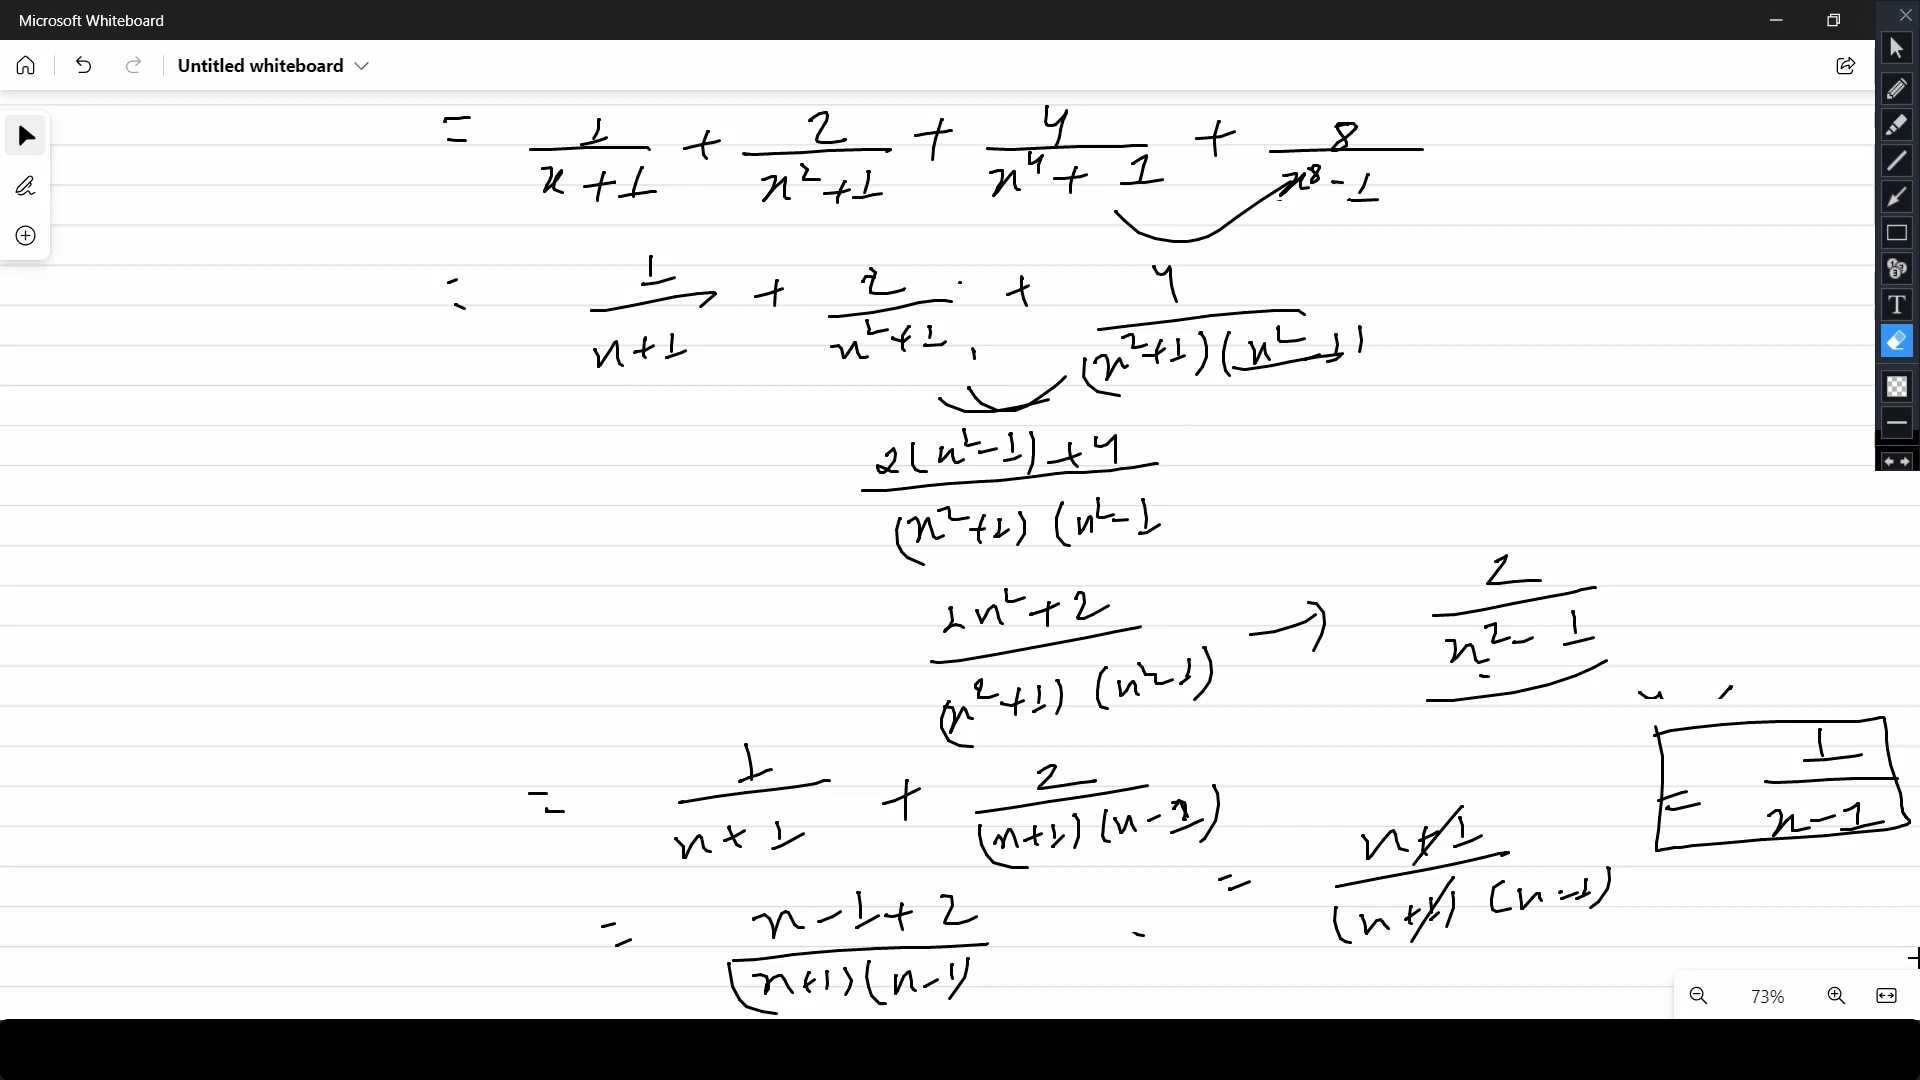 Microsoft Whiteboard
Untitled whiteboard
= 1/(x+1) + 2/(x²+1) + 4/(x⁴+1) + 8/(x⁸-1)
= 1/(x+1) + 2/(x²+1) + 4/((x²+1)(x²-1)
(2(x²-1)+4)/((x²+1)(x²-1
(2x²+2)/((x²+1)(x²-1)) → 2/(x²-1)
= 1/(x+1) + 2/((x+1)(x-1))
= (x-1+2)/((x+1)(x-1)
= (x+1)/((x+1)(x-1))
= 1/(x-1)
T
73%